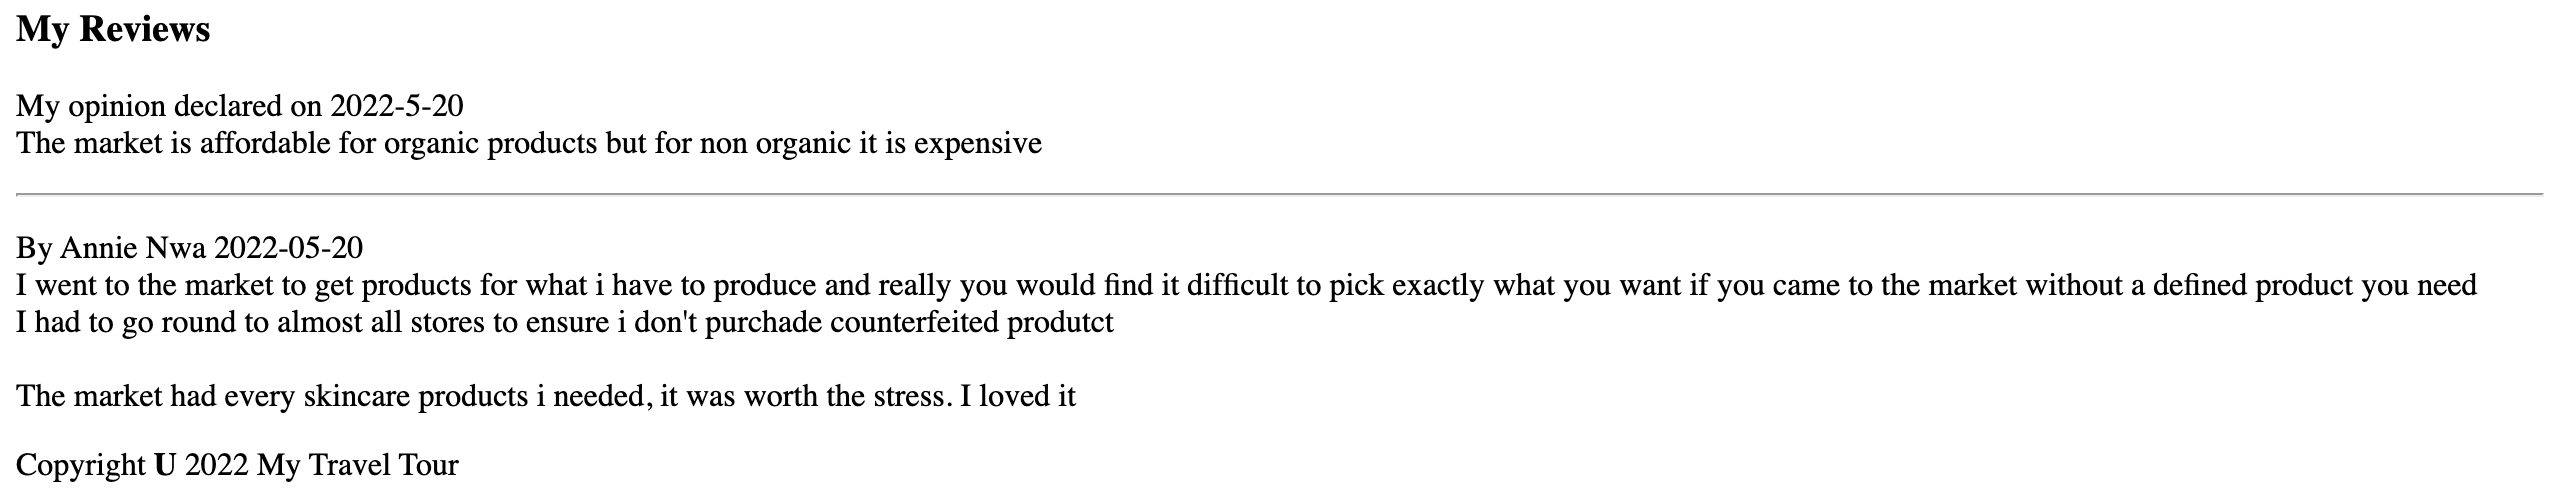 My Reviews
My opinion declared on 2022-5-20
The market is affordable for organic products but for non organic it is expensive
By Annie Nwa 2022-05-20
I went to the market to get products for what i have to produce and really you would find it difficult to pick exactly what you want if you came to the market without a defined product you need
I had to go round to almost all stores to ensure i don't purchade counterfeited produtct
The market had every skincare products i needed, it was worth the stress. I loved it
Copyright U 2022 My Travel Tour